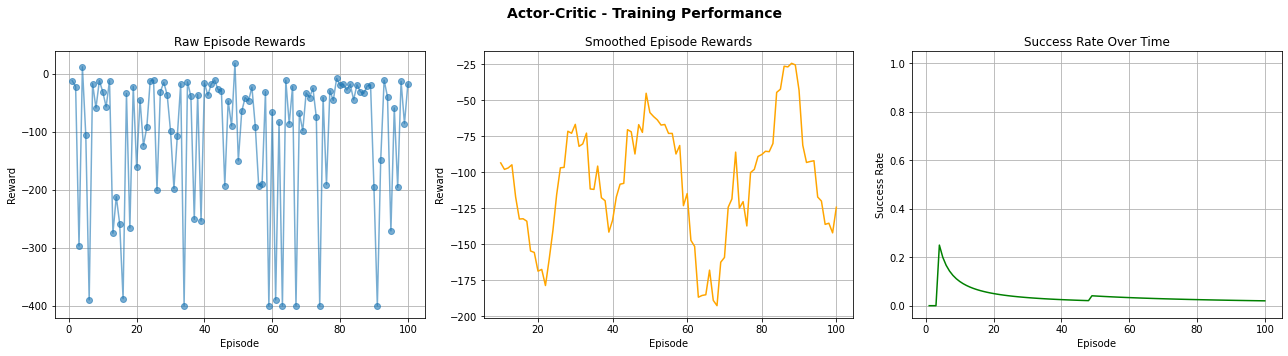 Actor-Critic - Training Performance
Raw Episode Rewards
0
−100
−200
−300
−400
Reward
0 20 40 60 80 100
Episode
Smoothed Episode Rewards
−25
−50
−75
−100
−125
−150
−175
−200
Reward
20 40 60 80 100
Episode
Success Rate Over Time
1.0
0.8
0.6
0.4
0.2
0.0
Success Rate
0 20 40 60 80 100
Episode